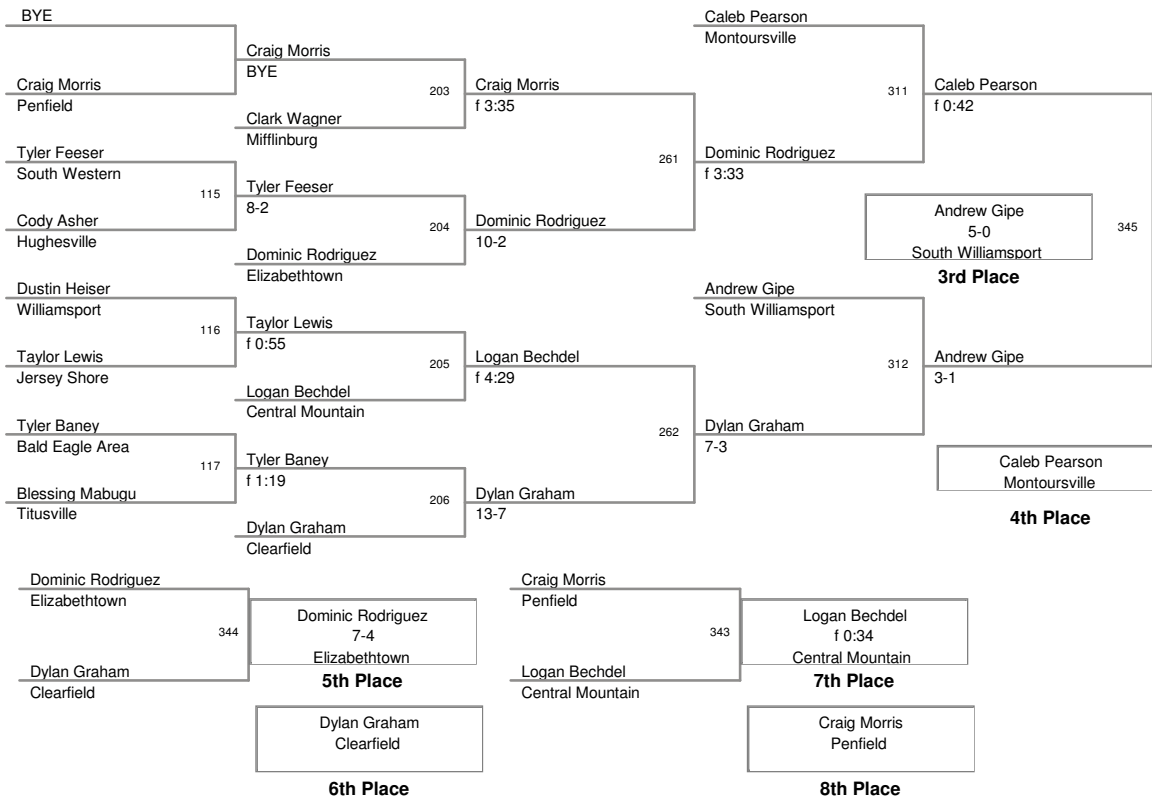 BYE
Craig Morris
Penfield
Tyler Feeser
South Western
115
Cody Asher
Hughesville
Dustin Heiser
Williamsport
116
Taylor Lewis
Jersey Shore
Tyler Baney
Bald Eagle Area
117
Blessing Mabugu
Titusville
Craig Morris
BYE
203
Clark Wagner
Mifflinburg
Tyler Feeser
8-2
204
Dominic Rodriguez
Elizabethtown
Taylor Lewis
f 0:55
205
Logan Bechdel
Central Mountain
Tyler Baney
f 1:19
206
Dylan Graham
Clearfield
Craig Morris
f 3:35
261
Dominic Rodriguez
10-2
Logan Bechdel
f 4:29
262
Dylan Graham
13-7
Caleb Pearson
Montoursville
311
Dominic Rodriguez
f 3:33
Andrew Gipe
South Williamsport
312
Dylan Graham
7-3
Caleb Pearson
f 0:42
345
Andrew Gipe
3-1
Andrew Gipe
5-0
South Williamsport
3rd Place
Caleb Pearson
Montoursville
4th Place
Dominic Rodriguez
Elizabethtown
344
Dylan Graham
Clearfield
Dominic Rodriguez
7-4
Elizabethtown
5th Place
Dylan Graham
Clearfield
6th Place
Craig Morris
Penfield
343
Logan Bechdel
Central Mountain
Logan Bechdel
f 0:34
Central Mountain
7th Place
Craig Morris
Penfield
8th Place